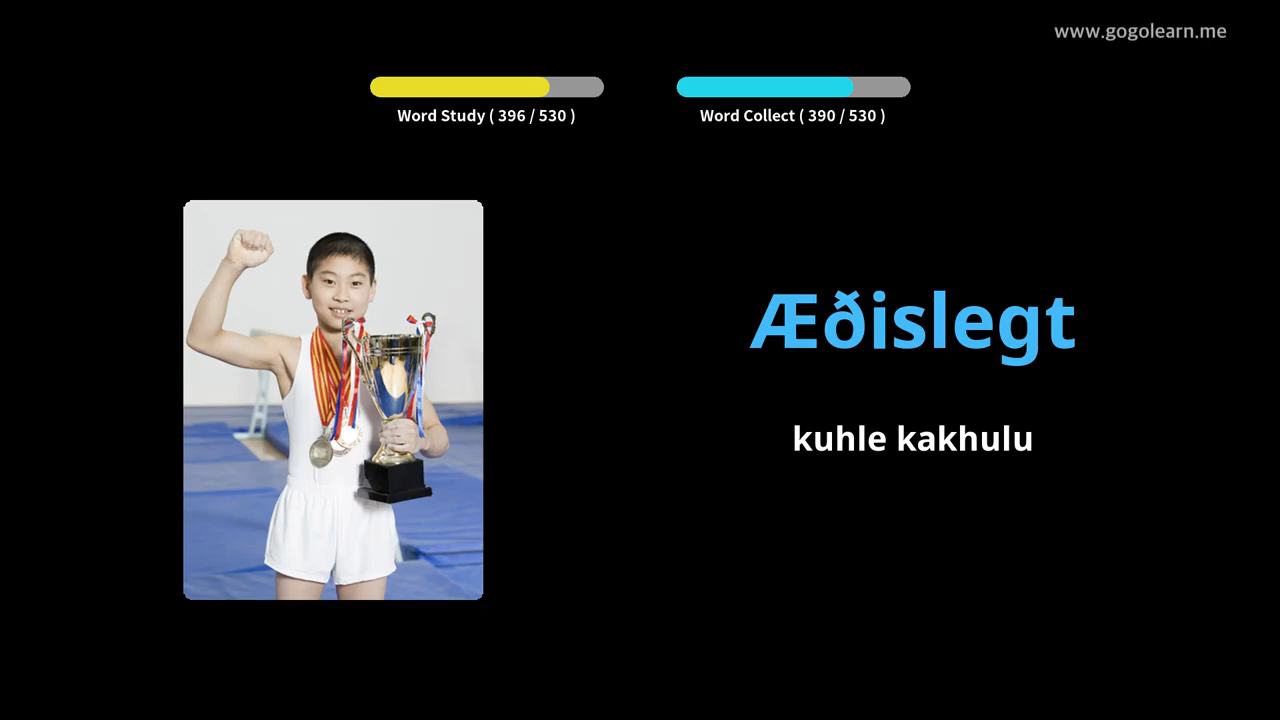 www.gogolearn.me
Word Study ( 396 / 530 )
Word Collect ( 390 / 530 )
Æðislegt
kuhle kakhulu